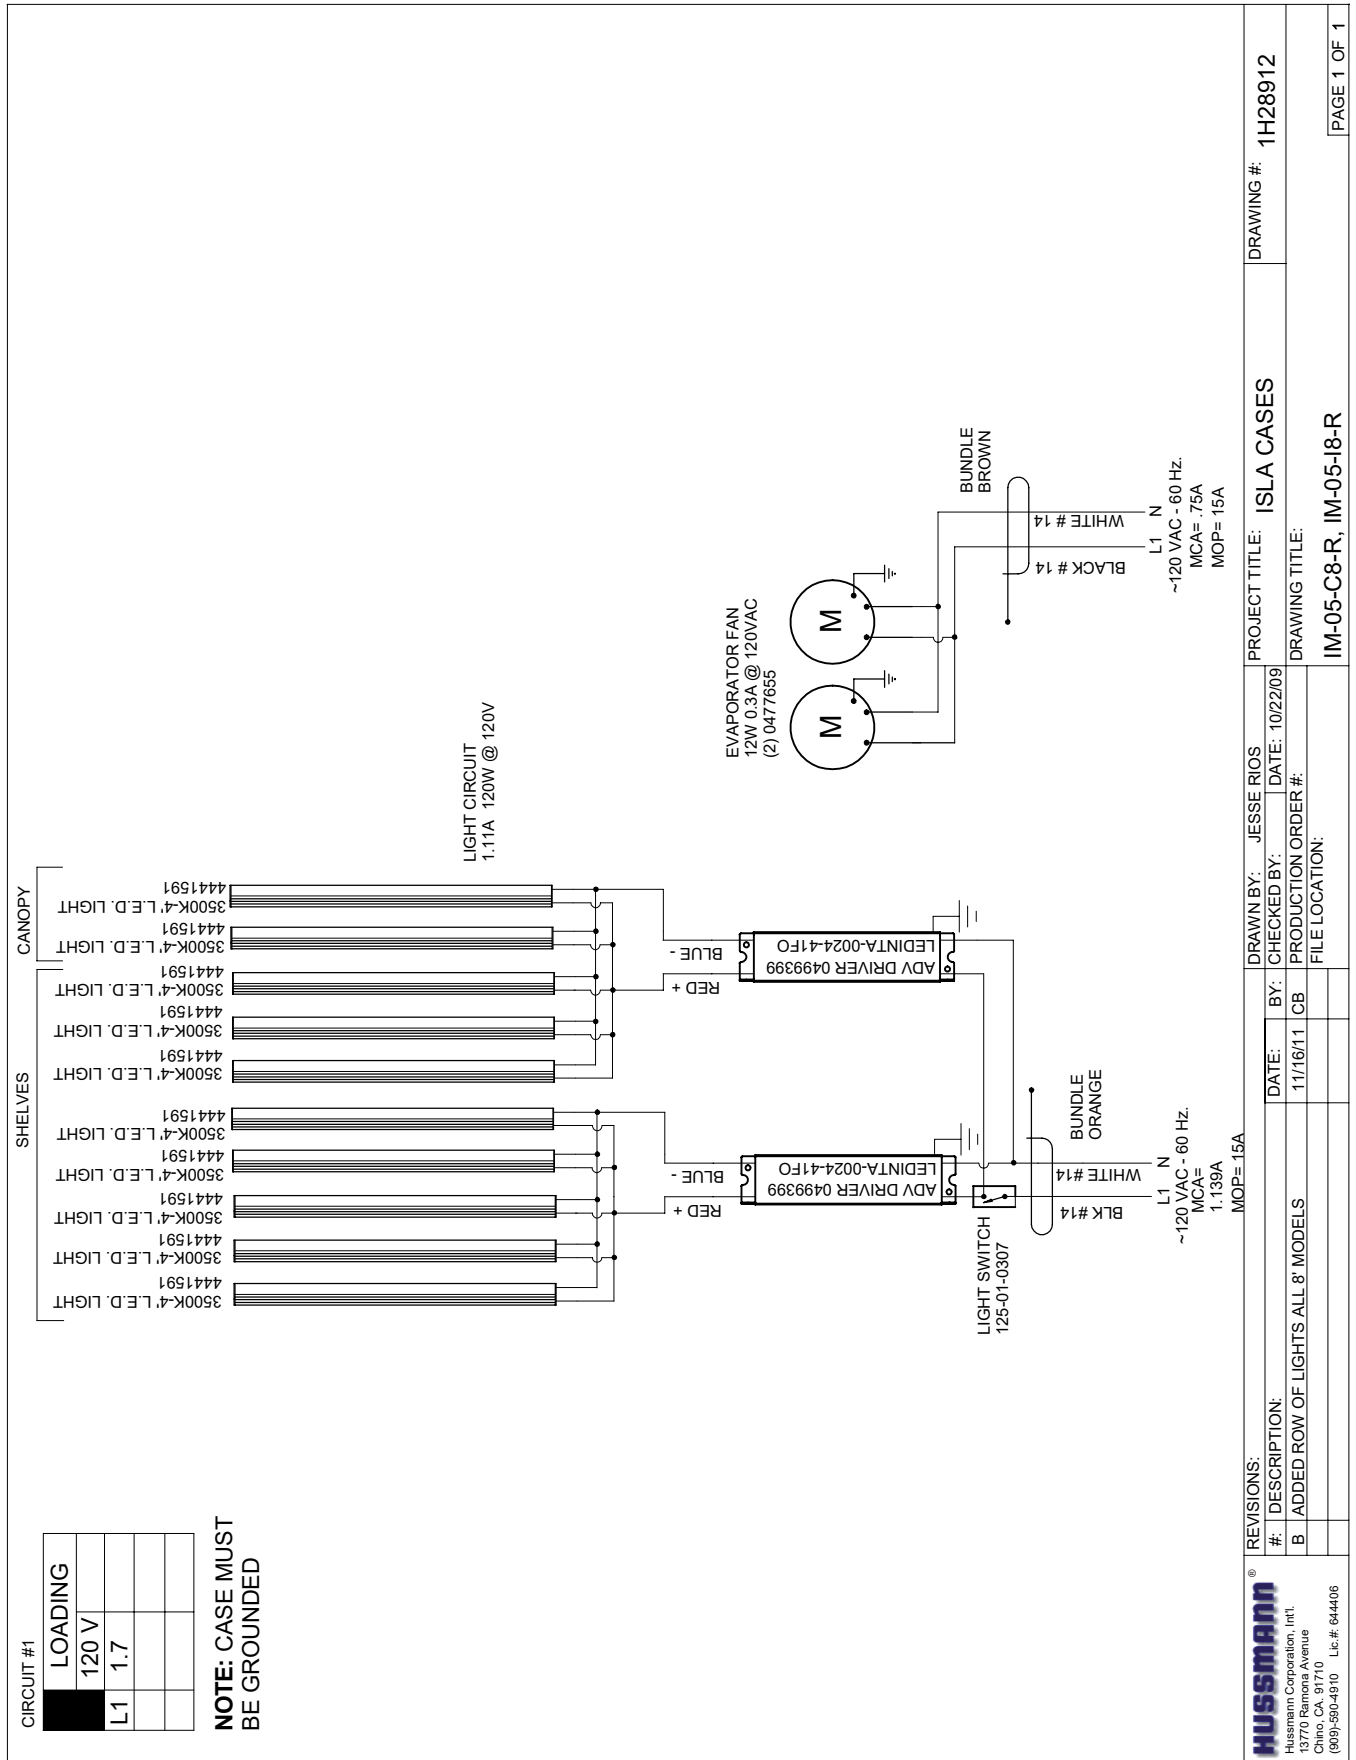 CIRCUIT #1
LOADING
120 V
L1 1.7
NOTE: CASE MUST
BE GROUNDED
SHELVES
CANOPY
3500K-4' L.E.D. LIGHT
4441591
3500K-4' L.E.D. LIGHT
4441591
3500K-4' L.E.D. LIGHT
4441591
3500K-4' L.E.D. LIGHT
4441591
3500K-4' L.E.D. LIGHT
4441591
3500K-4' L.E.D. LIGHT
4441591
3500K-4' L.E.D. LIGHT
4441591
3500K-4' L.E.D. LIGHT
4441591
3500K-4' L.E.D. LIGHT
4441591
3500K-4' L.E.D. LIGHT
4441591
LIGHT CIRCUIT
1.11A 120W @ 120V
RED +
BLUE -
RED +
BLUE -
ADV DRIVER 0499399
LEDINTA-0024-41FO
ADV DRIVER 0499399
LEDINTA-0024-41FO
LIGHT SWITCH
125-01-0307
BUNDLE
ORANGE
BLK #14
WHITE #14
L1 N
~120 VAC - 60 Hz.
MCA=
1.139A
MOP= 15A
EVAPORATOR FAN
12W 0.3A @ 120VAC
(2) 0477655
M
M
BUNDLE
BROWN
BLACK # 14
WHITE # 14
L1 N
~120 VAC - 60 Hz.
MCA= .75A
MOP= 15A
HUSSMANN ®
Hussmann Corporation, Int'l.
13770 Ramona Avenue
Chino, CA. 91710
(909)-590-4910 Lic.#: 644406
REVISIONS:
#: DESCRIPTION: DATE: BY:
B ADDED ROW OF LIGHTS ALL 8' MODELS 11/16/11 CB
DRAWN BY: JESSE RIOS
CHECKED BY: DATE: 10/22/09
PRODUCTION ORDER #:
FILE LOCATION:
PROJECT TITLE: ISLA CASES
DRAWING #: 1H28912
DRAWING TITLE:
IM-05-C8-R, IM-05-I8-R
PAGE 1 OF 1